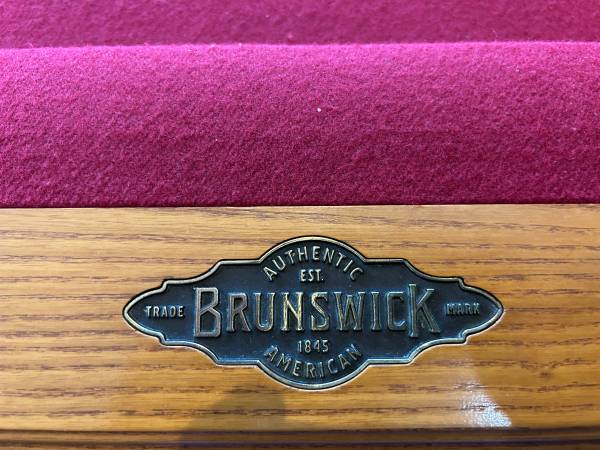 AUTHENTIC
EST.
TRADE BRUNSWICK MARK
1845
AMERICAN